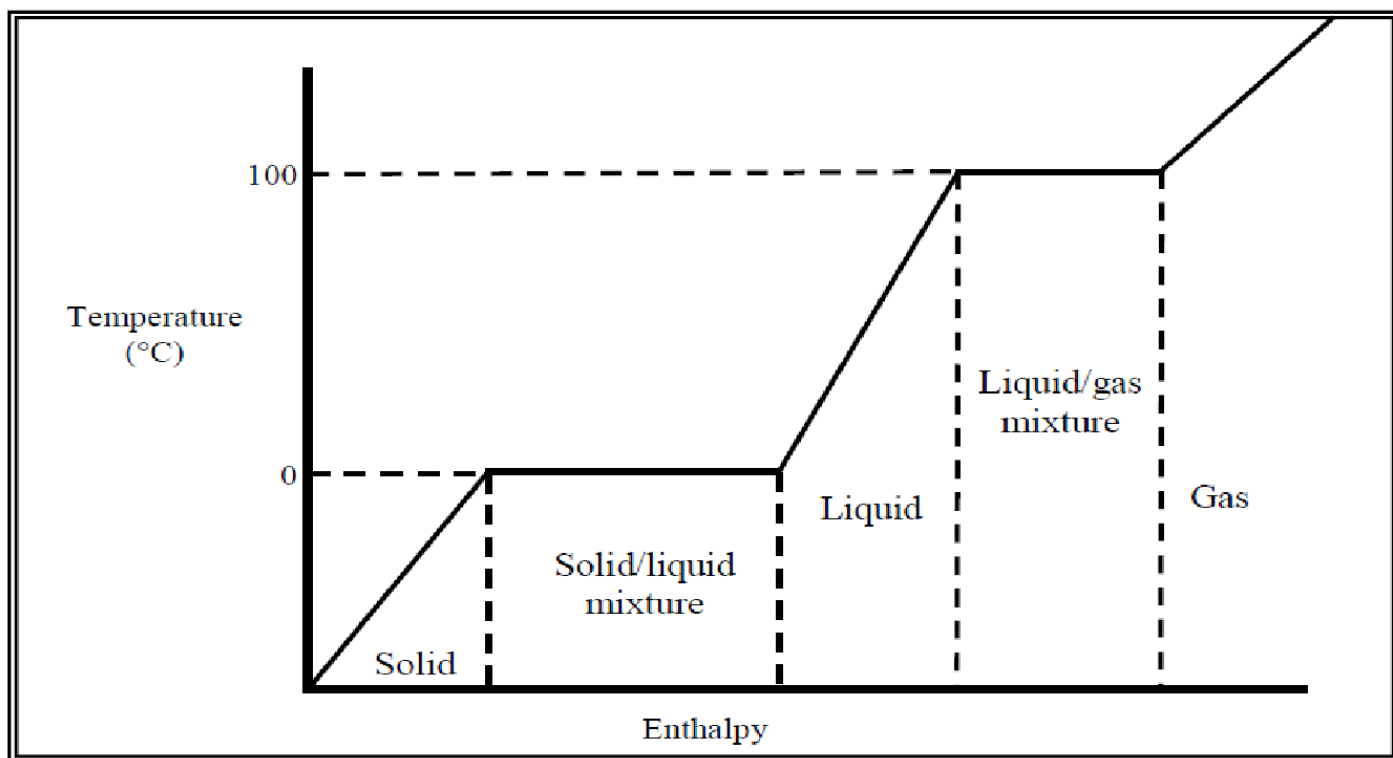 100
Temperature
(°C)
Liquid/gas
mixture
0
Liquid
Gas
Solid/liquid
mixture
Solid
Enthalpy